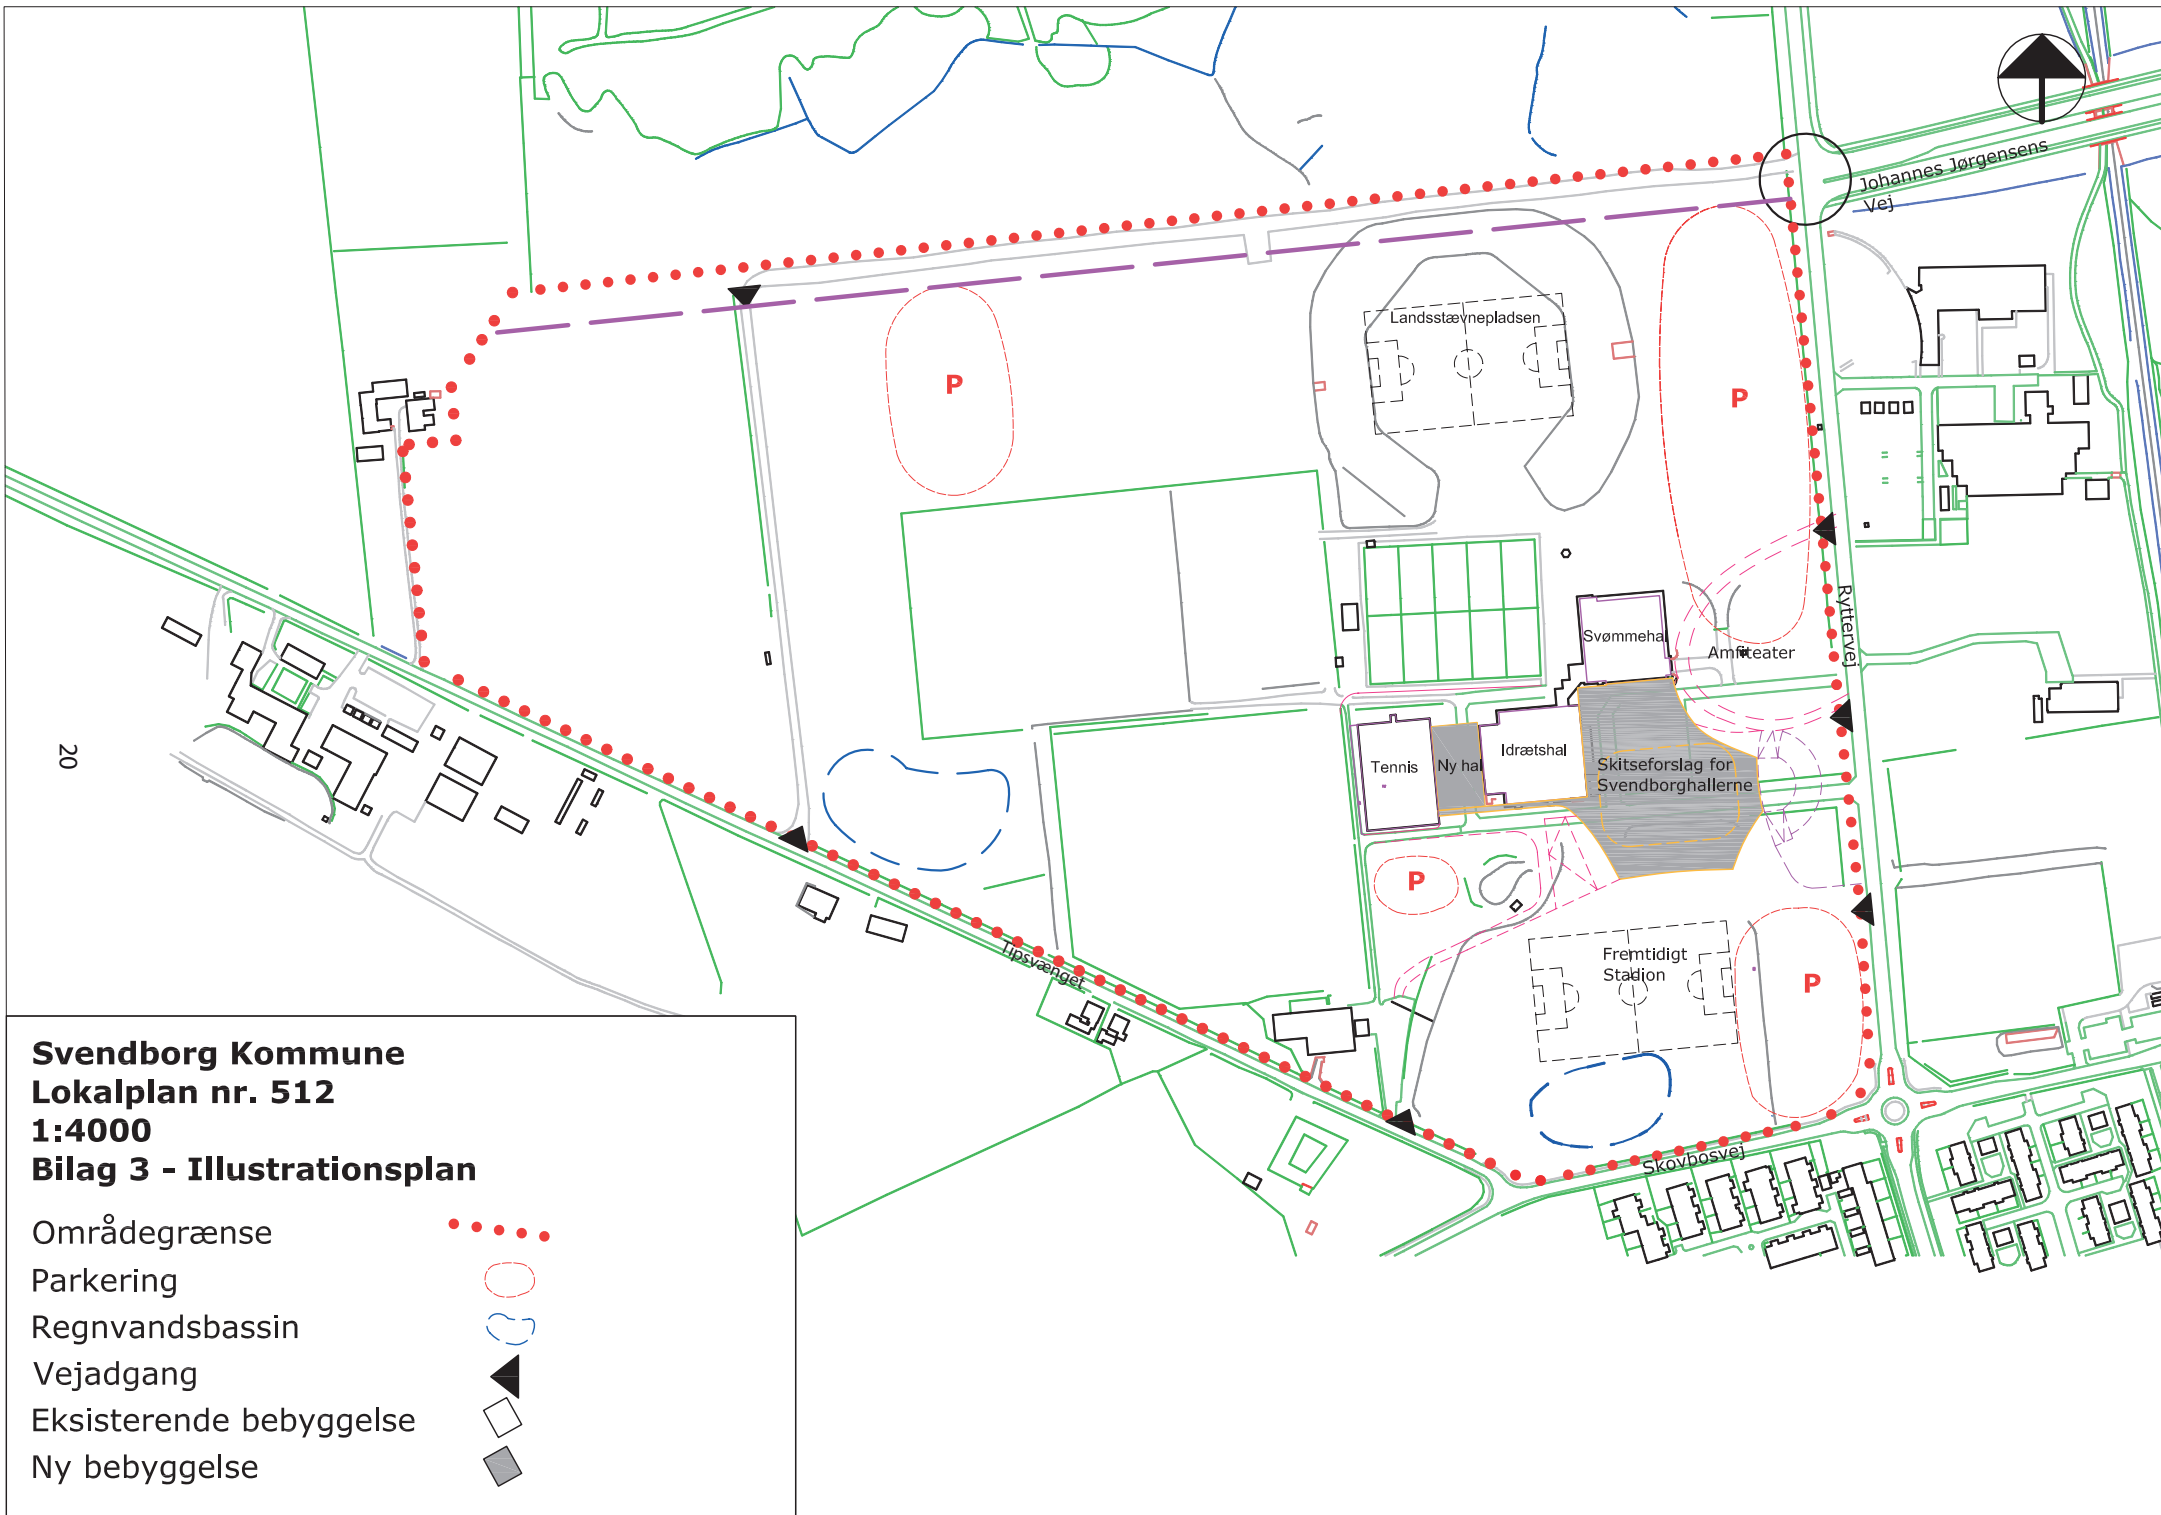 Johannes Jørgensens
Vej
Landsstævnepladsen
P
P
Ryttervej
Svømmehal
Amfiteater
Tennis
Ny hal
Idrætshal
Skitseforslag for
Svendborghallerne
P
Fremtidigt
Stadion
P
Tipsvænget
Skovbosvej
20
Svendborg Kommune
Lokalplan nr. 512
1:4000
Bilag 3 - Illustrationsplan
Områdegrænse
Parkering
Regnvandsbassin
Vejadgang
Eksisterende bebyggelse
Ny bebyggelse